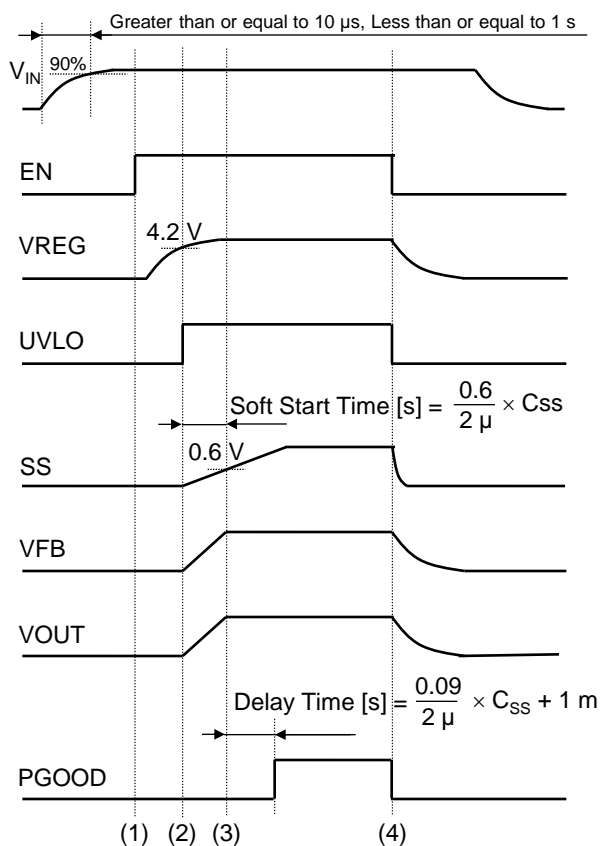 Greater than or equal to 10 µs, Less than or equal to 1 s
VIN
90%
EN
4.2 V
VREG
UVLO
Soft Start Time [s] = 0.6 / 2 µ × Css
0.6 V
SS
VFB
VOUT
Delay Time [s] = 0.09 / 2 µ × CSS + 1 m
PGOOD
(1) (2) (3) (4)